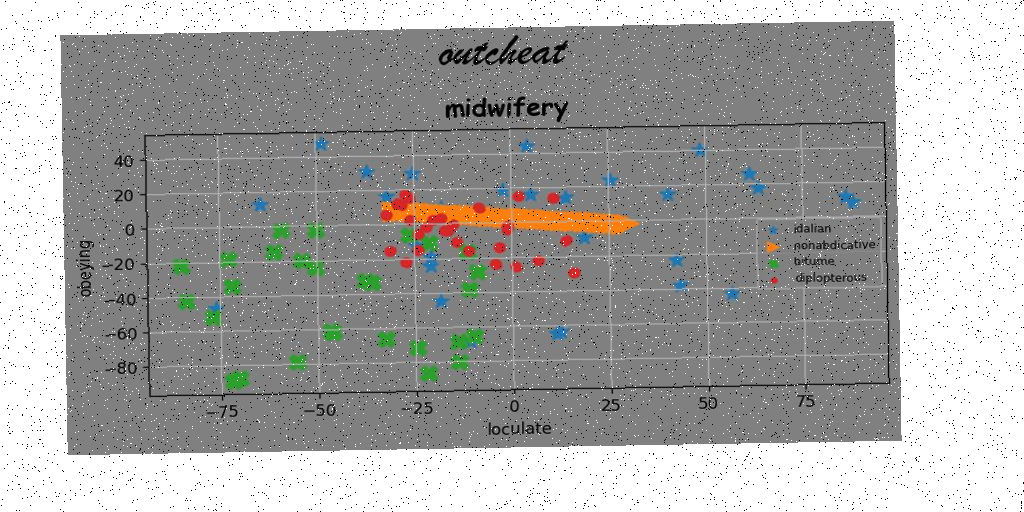 outcheat
midwifery
40
20
0
−20
−40
−60
−80
obeying
−75 −50 −25 0 25 50 75
loculate
dalian
nonabdicative
bitume
diplopterous